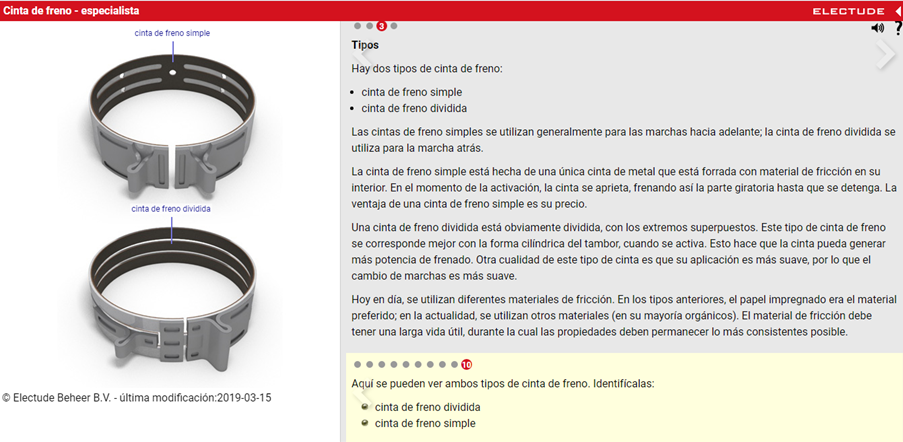 Cinta de freno - especialista
ELECTUDE
cinta de freno simple
cinta de freno dividida
© Electude Beheer B.V. - última modificación:2019-03-15
3
?
Tipos
Hay dos tipos de cinta de freno:
• cinta de freno simple
• cinta de freno dividida
Las cintas de freno simples se utilizan generalmente para las marchas hacia adelante; la cinta de freno dividida se
utiliza para la marcha atrás.
La cinta de freno simple está hecha de una única cinta de metal que está forrada con material de fricción en su
interior. En el momento de la activación, la cinta se aprieta, frenando así la parte giratoria hasta que se detenga. La
ventaja de una cinta de freno simple es su precio.
Una cinta de freno dividida está obviamente dividida, con los extremos superpuestos. Este tipo de cinta de freno
se corresponde mejor con la forma cilíndrica del tambor, cuando se activa. Esto hace que la cinta pueda generar
más potencia de frenado. Otra cualidad de este tipo de cinta es que su aplicación es más suave, por lo que el
cambio de marchas es más suave.
Hoy en día, se utilizan diferentes materiales de fricción. En los tipos anteriores, el papel impregnado era el material
preferido; en la actualidad, se utilizan otros materiales (en su mayoría orgánicos). El material de fricción debe
tener una larga vida útil, durante la cual las propiedades deben permanecer lo más consistentes posible.
10
Aquí se pueden ver ambos tipos de cinta de freno. Identifícalas:
cinta de freno dividida
cinta de freno simple